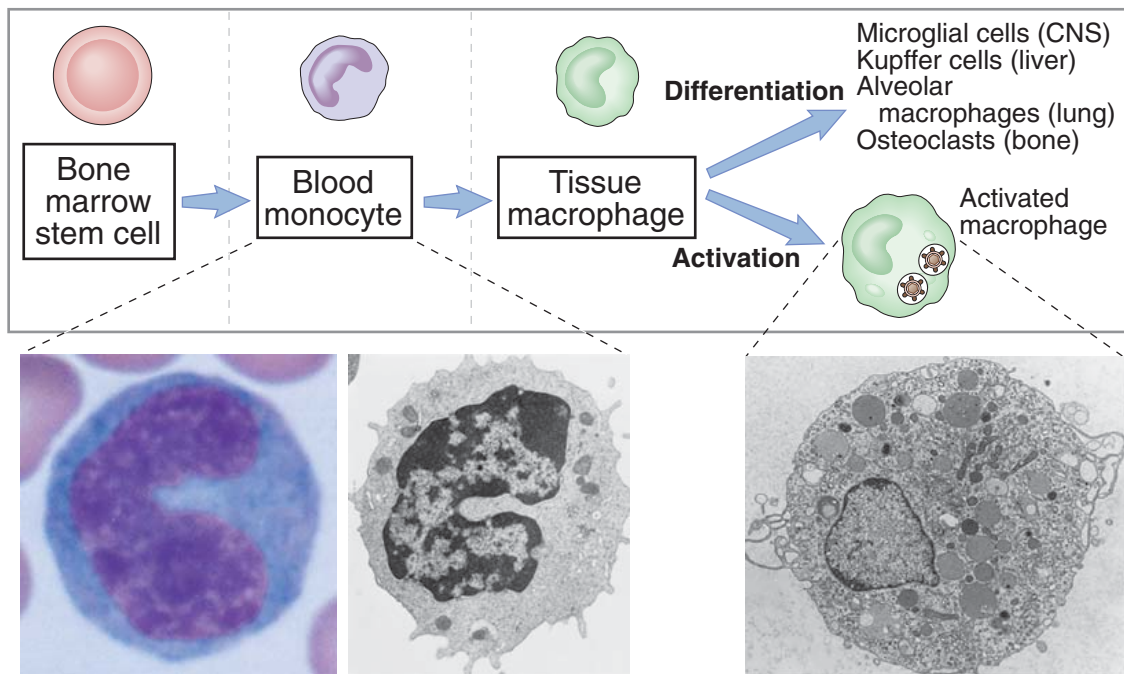 Bone
marrow
stem cell
Blood
monocyte
Tissue
macrophage
Differentiation
Microglial cells (CNS)
Kupffer cells (liver)
Alveolar
macrophages (lung)
Osteoclasts (bone)
Activation
Activated
macrophage